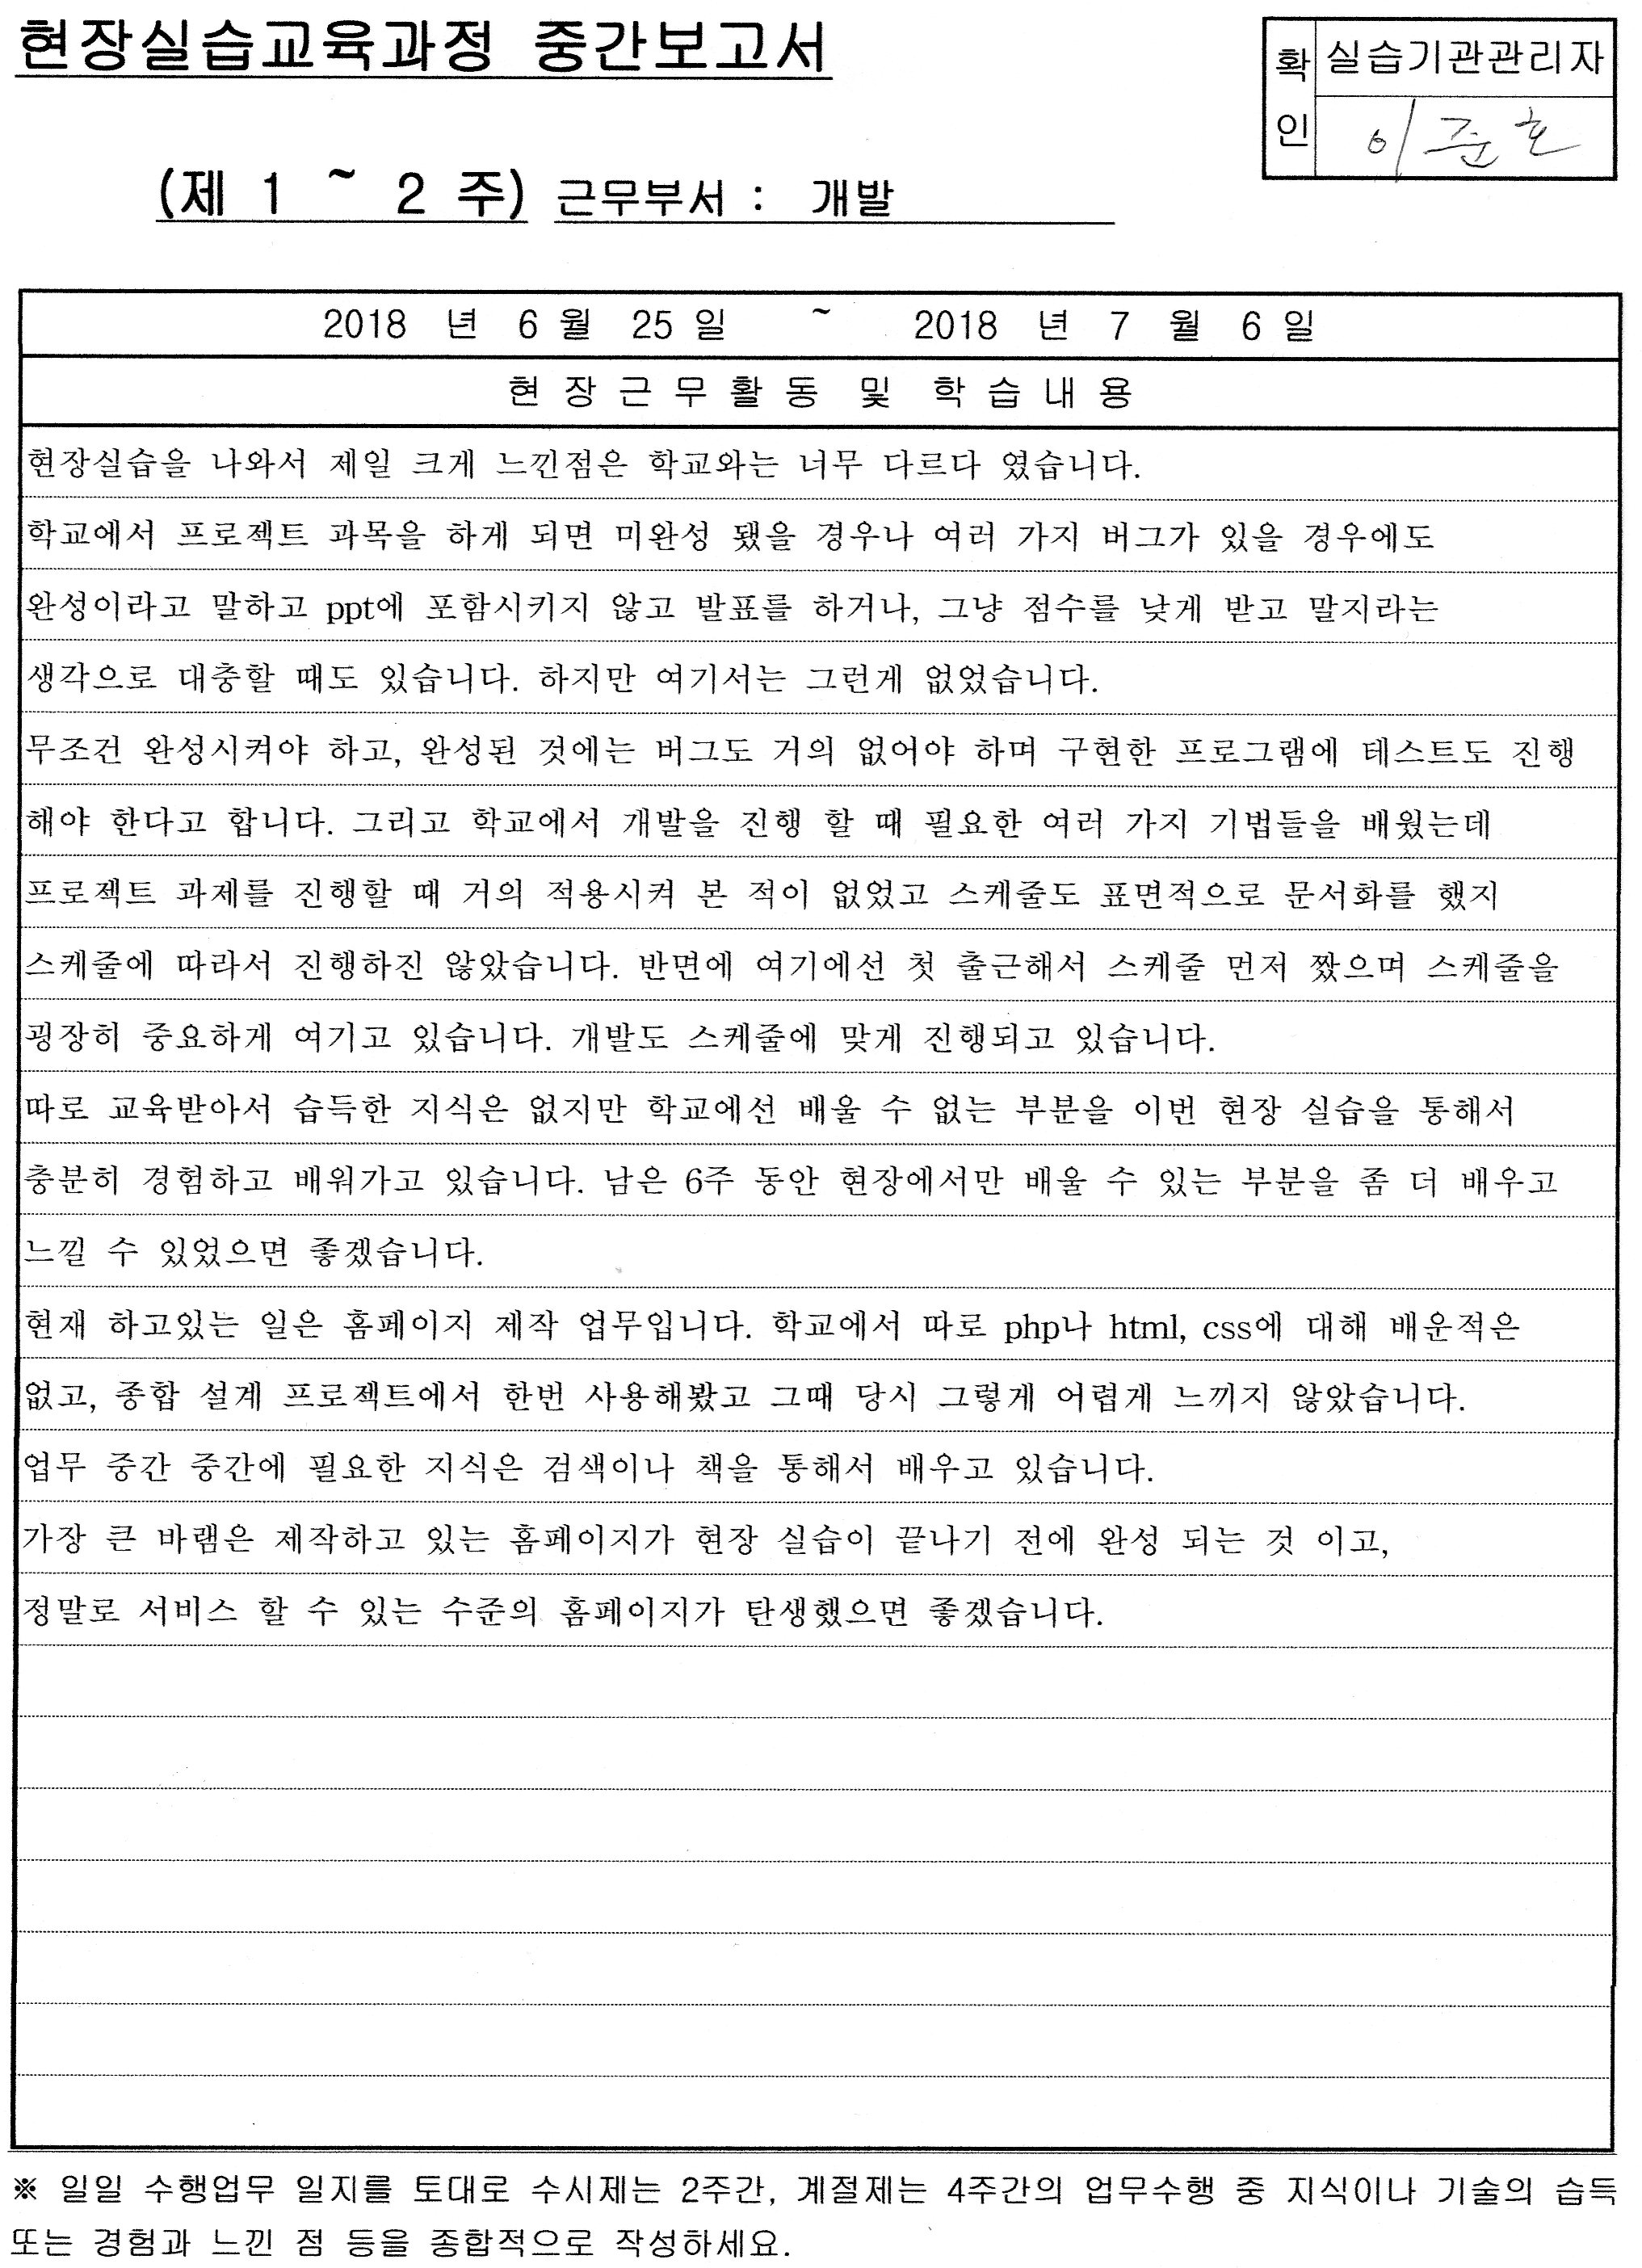 현장실습교육과정 중간보고서
확인
실습기관관리자
이준호
(제 1 ~ 2 주) 근무부서 : 개발
2018 년 6 월 25 일 ~ 2018 년 7 월 6 일
현 장 근 무 활 동 및 학 습 내 용
현장실습을 나와서 제일 크게 느낀점은 학교와는 너무 다르다 였습니다.
학교에서 프로젝트 과목을 하게 되면 미완성 됐을 경우나 여러 가지 버그가 있을 경우에도
완성이라고 말하고 ppt에 포함시키지 않고 발표를 하거나, 그냥 점수를 낮게 받고 말지라는
생각으로 대충할 때도 있습니다. 하지만 여기서는 그런게 없었습니다.
무조건 완성시켜야 하고, 완성된 것에는 버그도 거의 없어야 하며 구현한 프로그램에 테스트도 진행
해야 한다고 합니다. 그리고 학교에서 개발을 진행 할 때 필요한 여러 가지 기법들을 배웠는데
프로젝트 과제를 진행할 때 거의 적용시켜 본 적이 없었고 스케줄도 표면적으로 문서화를 했지
스케줄에 따라서 진행하진 않았습니다. 반면에 여기에선 첫 출근해서 스케줄 먼저 짰으며 스케줄을
굉장히 중요하게 여기고 있습니다. 개발도 스케줄에 맞게 진행되고 있습니다.
따로 교육받아서 습득한 지식은 없지만 학교에선 배울 수 없는 부분을 이번 현장 실습을 통해서
충분히 경험하고 배워가고 있습니다. 남은 6주 동안 현장에서만 배울 수 있는 부분을 좀 더 배우고
느낄 수 있었으면 좋겠습니다.
현재 하고있는 일은 홈페이지 제작 업무입니다. 학교에서 따로 php나 html, css에 대해 배운적은
없고, 종합 설계 프로젝트에서 한번 사용해봤고 그때 당시 그렇게 어렵게 느끼지 않았습니다.
업무 중간 중간에 필요한 지식은 검색이나 책을 통해서 배우고 있습니다.
가장 큰 바램은 제작하고 있는 홈페이지가 현장 실습이 끝나기 전에 완성 되는 것 이고,
정말로 서비스 할 수 있는 수준의 홈페이지가 탄생했으면 좋겠습니다.
※ 일일 수행업무 일지를 토대로 수시제는 2주간, 계절제는 4주간의 업무수행 중 지식이나 기술의 습득
또는 경험과 느낀 점 등을 종합적으로 작성하세요.